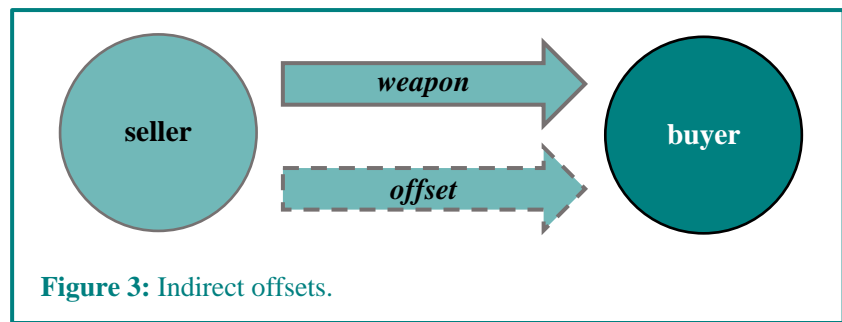 weapon
seller
buyer
offset
Figure 3: Indirect offsets.